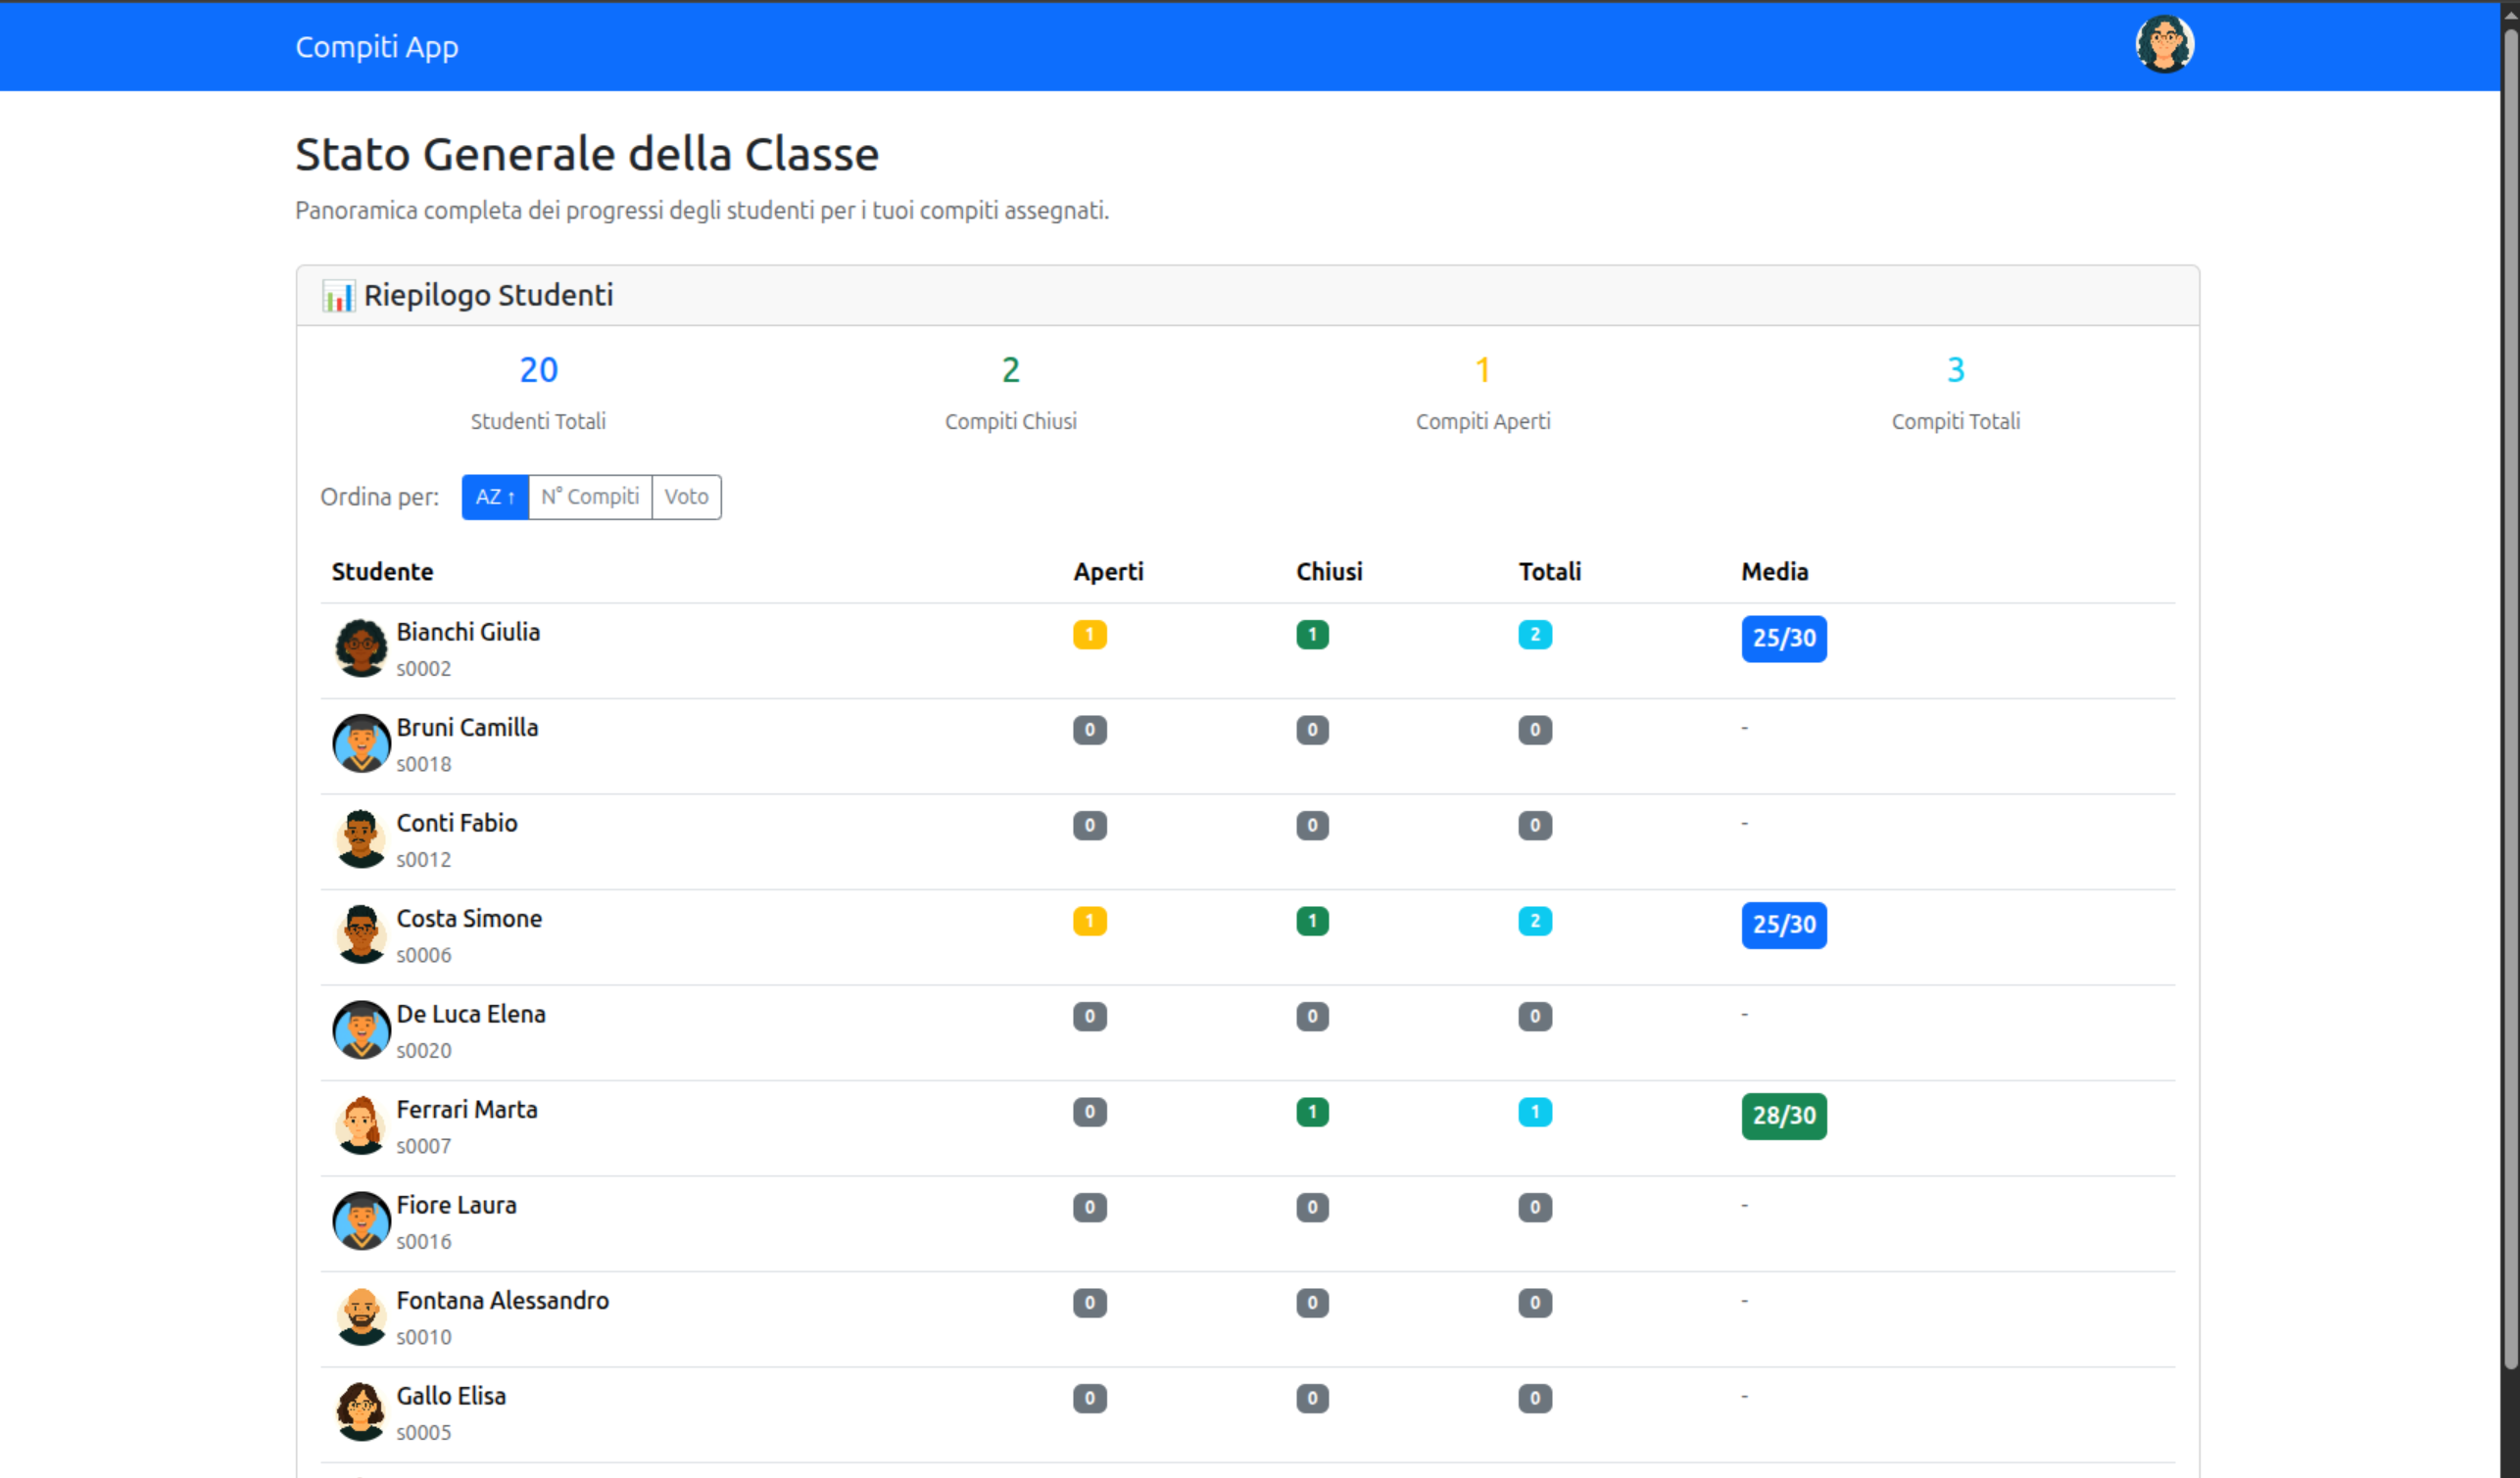 Compiti App
Stato Generale della Classe
Panoramica completa dei progressi degli studenti per i tuoi compiti assegnati.
Riepilogo Studenti
20 2 1 3
Studenti Totali Compiti Chiusi Compiti Aperti Compiti Totali
Ordina per: AZ ↑ N° Compiti Voto
Studente Aperti Chiusi Totali Media
Bianchi Giulia 1 1 2 25/30
s0002
Bruni Camilla 0 0 0 -
s0018
Conti Fabio 0 0 0 -
s0012
Costa Simone 1 1 2 25/30
s0006
De Luca Elena 0 0 0 -
s0020
Ferrari Marta 0 1 1 28/30
s0007
Fiore Laura 0 0 0 -
s0016
Fontana Alessandro 0 0 0 -
s0010
Gallo Elisa 0 0 0 -
s0005